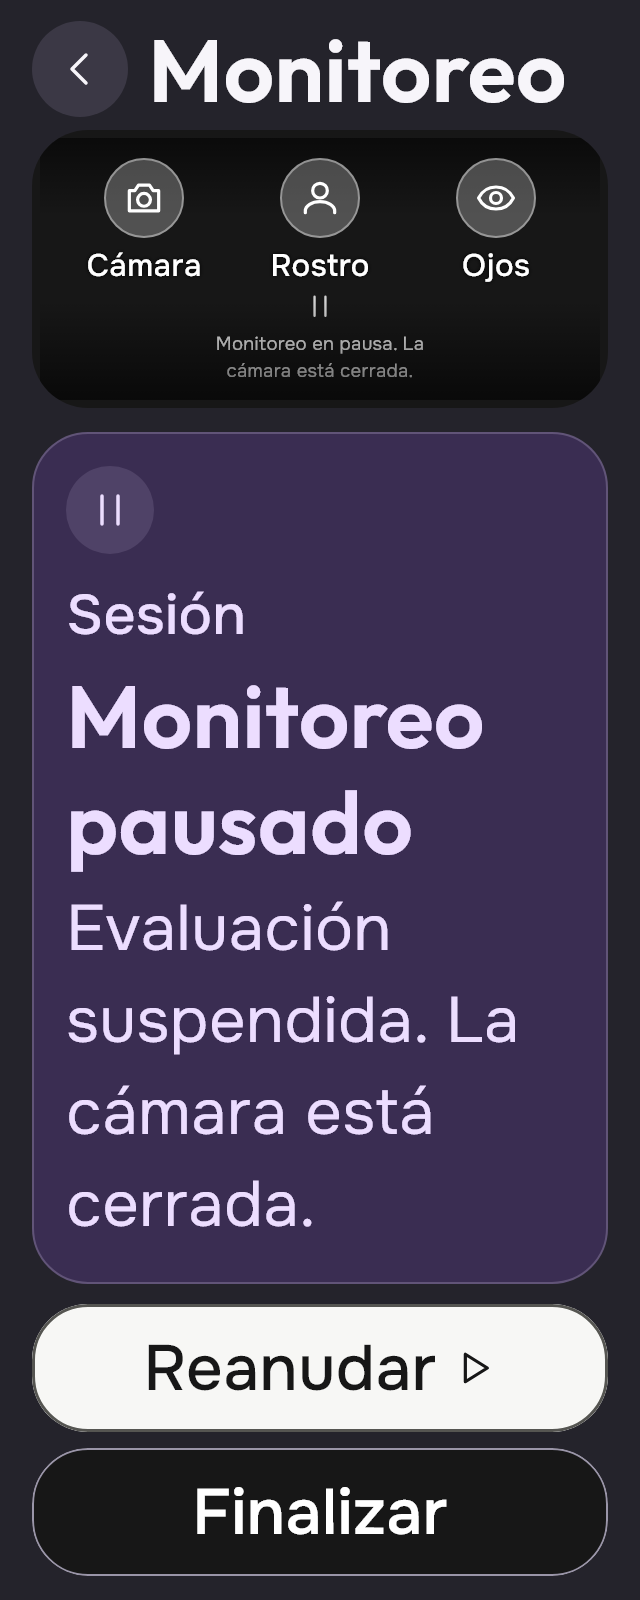 Monitoreo
Cámara Rostro Ojos
Monitoreo en pausa. La
cámara está cerrada.
Sesión
Monitoreo
pausado
Evaluación
suspendida. La
cámara está
cerrada.
Reanudar
Finalizar